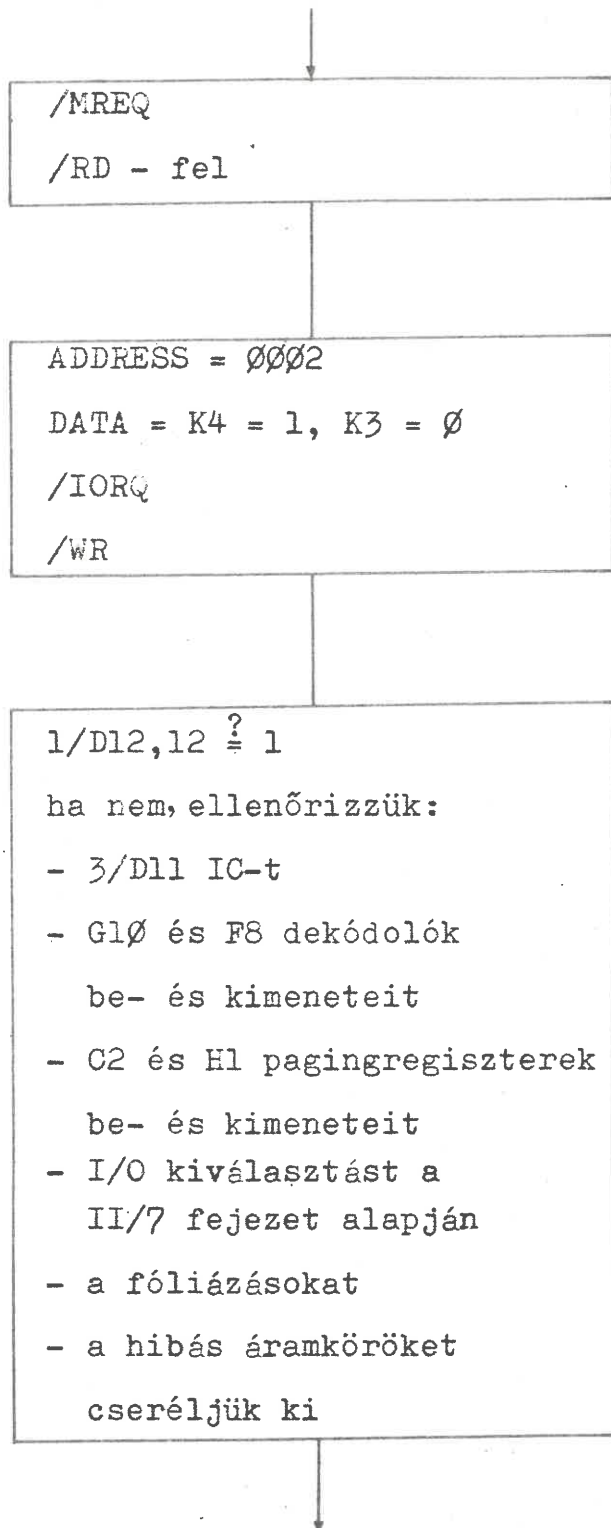 /MREQ
/RD - fel
ADDRESS = ØØØ2
DATA = K4 = 1, K3 = Ø
/IORQ
/WR
1/D12,12 ≟ 1
ha nem, ellenőrizzük:
- 3/D11 IC-t
- G1Ø és F8 dekódolók
be- és kimeneteit
- C2 és H1 pagingregiszterek
be- és kimeneteit
- I/O kiválasztást a
II/7 fejezet alapján
- a fóliázásokat
- a hibás áramköröket
cseréljük ki